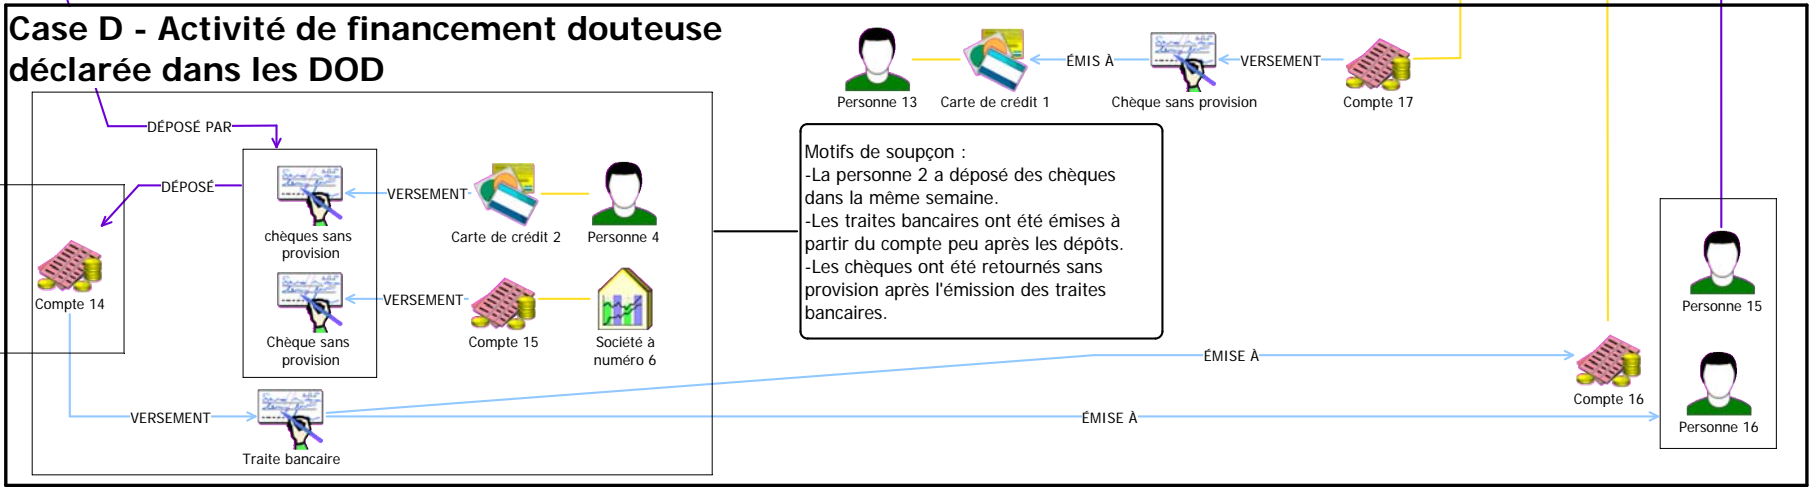 Case D - Activité de financement douteuse
déclarée dans les DOD
Personne 13
Carte de crédit 1
ÉMIS À
Chèque sans provision
VERSEMENT
Compte 17
DÉPOSÉ PAR
DÉPOSÉ
chèques sans
provision
VERSEMENT
Carte de crédit 2
Personne 4
Compte 14
Chèque sans
provision
VERSEMENT
Compte 15
Société à
numéro 6
Motifs de soupçon :
-La personne 2 a déposé des chèques
dans la même semaine.
-Les traites bancaires ont été émises à
partir du compte peu après les dépôts.
-Les chèques ont été retournés sans
provision après l'émission des traites
bancaires.
Personne 15
ÉMISE À
Compte 16
VERSEMENT
Traite bancaire
ÉMISE À
Personne 16